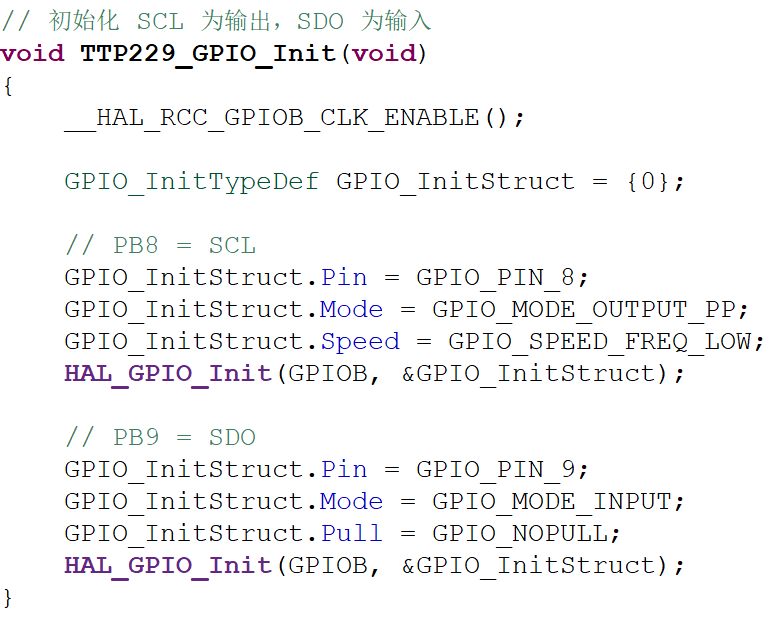 // 初始化 SCL 为输出，SDO 为输入
void TTP229_GPIO_Init(void)
{
    __HAL_RCC_GPIOB_CLK_ENABLE();

    GPIO_InitTypeDef GPIO_InitStruct = {0};

    // PB8 = SCL
    GPIO_InitStruct.Pin = GPIO_PIN_8;
    GPIO_InitStruct.Mode = GPIO_MODE_OUTPUT_PP;
    GPIO_InitStruct.Speed = GPIO_SPEED_FREQ_LOW;
    HAL_GPIO_Init(GPIOB, &GPIO_InitStruct);

    // PB9 = SDO
    GPIO_InitStruct.Pin = GPIO_PIN_9;
    GPIO_InitStruct.Mode = GPIO_MODE_INPUT;
    GPIO_InitStruct.Pull = GPIO_NOPULL;
    HAL_GPIO_Init(GPIOB, &GPIO_InitStruct);
}